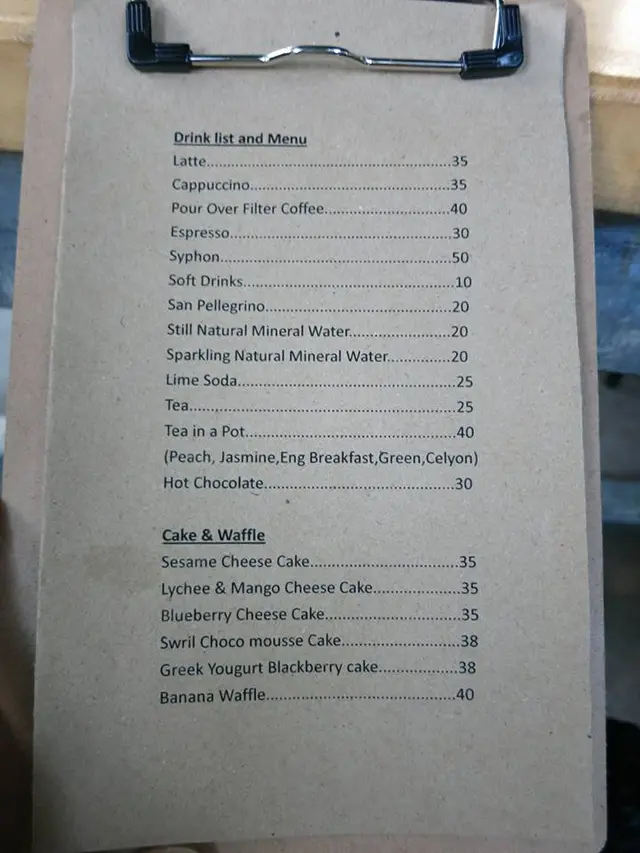 Drink list and Menu
Latte..................................................35
Cappuccino.........................................35
Pour Over Filter Coffee..........................40
Espresso..............................................30
Syphon................................................50
Soft Drinks...........................................10
San Pellegrino......................................20
Still Natural Mineral Water.....................20
Sparkling Natural Mineral Water.............20
Lime Soda............................................25
Tea......................................................25
Tea in a Pot...........................................40
(Peach, Jasmine,Eng Breakfast,Green,Celyon)
Hot Chocolate.......................................30
Cake & Waffle
Sesame Cheese Cake..............................35
Lychee & Mango Cheese Cake.................35
Blueberry Cheese Cake..........................35
Swril Choco mousse Cake.......................38
Greek Yougurt Blackberry cake................38
Banana Waffle......................................40